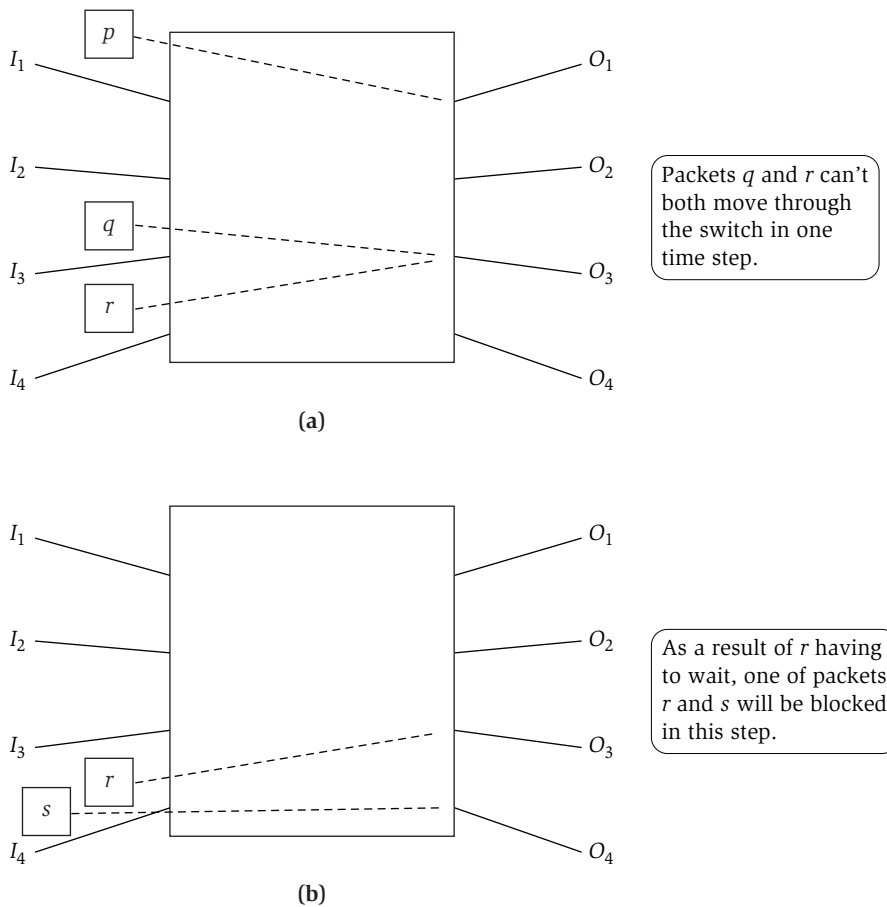 p
I1
O1
I2
O2
Packets q and r can't
both move through
the switch in one
time step.
q
I3
O3
r
I4
O4
(a)
I1
O1
I2
O2
As a result of r having
to wait, one of packets
r and s will be blocked
in this step.
I3
O3
r
s
I4
O4
(b)